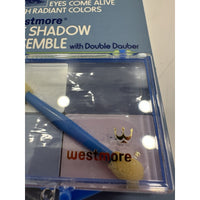 EYES COME ALIVE
WITH RADIANT COLORS
westmore®
SHADOW
EMBLE with Double Dauber
westmore